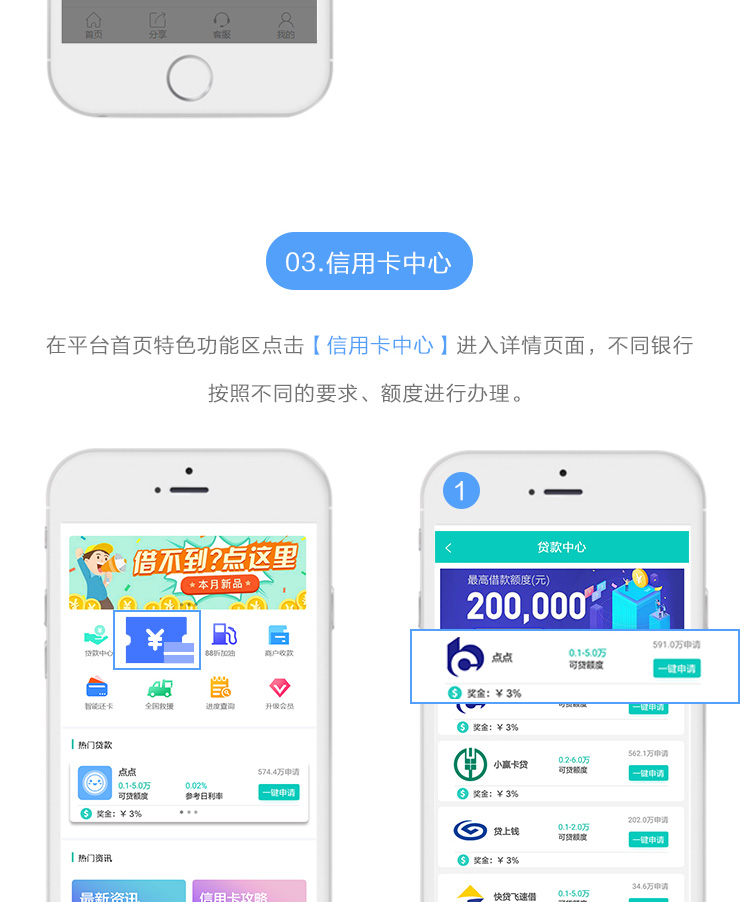 首页
分享
客服
我的
03.信用卡中心
在平台首页特色功能区点击【信用卡中心】进入详情页面，不同银行
按照不同的要求、额度进行办理。
借不到?点这里
本月新品
贷款中心
88折加油
商户收款
智能还卡
全国救援
进度查询
升级会员
热门贷款
点点
574.4万申请
0.1-5.0万
0.02%
可贷额度
参考日利率
一键申请
奖金：¥ 3%
热门资讯
最新资讯
信用卡攻略
1
贷款中心
最高借款额度(元)
200,000
点点
0.1-5.0万
可贷额度
591.0万申请
一键申请
奖金：¥ 3%
可贷额度
一键申请
奖金：¥ 3%
小赢卡贷
0.2-6.0万
可贷额度
562.1万申请
一键申请
奖金：¥ 3%
贷上钱
0.1-2.0万
可贷额度
202.0万申请
一键申请
奖金：¥ 3%
快贷飞速借
0.1-5.0万
34.6万申请